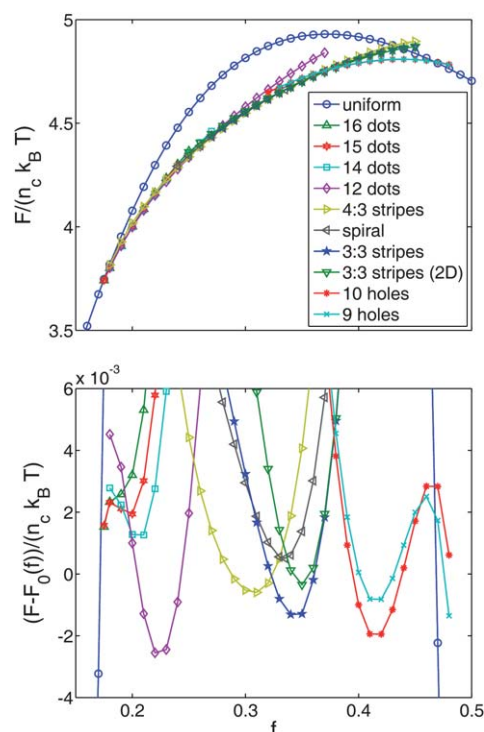 5
4.5
4
3.5
F/(n_c k_B T)
uniform
16 dots
15 dots
14 dots
12 dots
4:3 stripes
spiral
3:3 stripes
3:3 stripes (2D)
10 holes
9 holes
x 10^-3
6
4
2
0
-2
-4
(F-F_0(f))/(n_c k_B T)
0.2 0.3 0.4 0.5
f